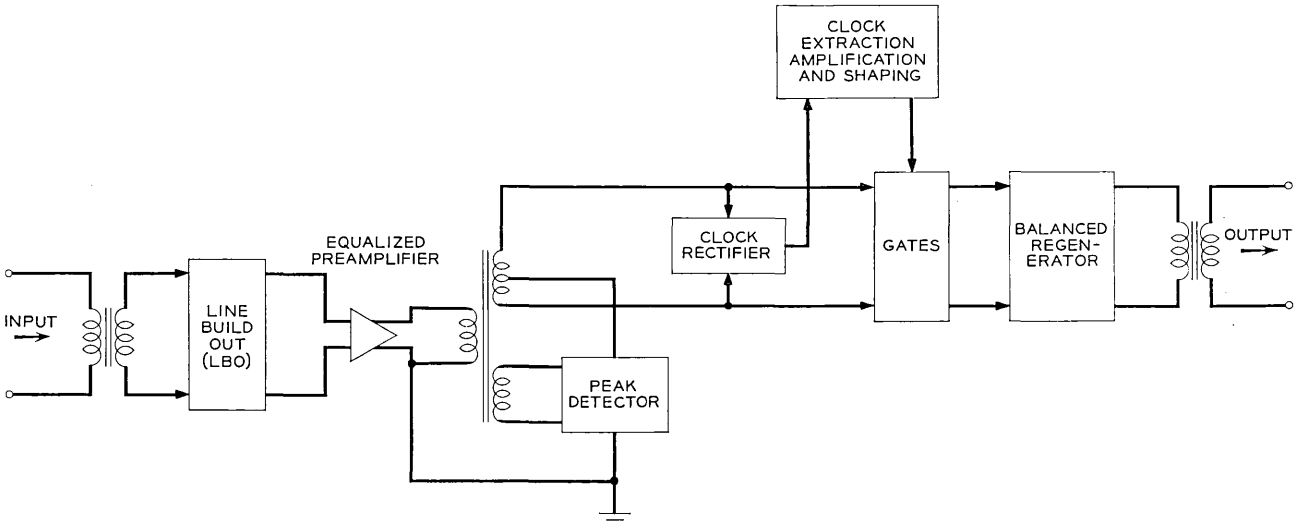 CLOCK
EXTRACTION
AMPLIFICATION
AND SHAPING
EQUALIZED
PREAMPLIFIER
CLOCK
RECTIFIER
GATES
BALANCED
REGEN-
ERATOR
OUTPUT
INPUT
LINE
BUILD
OUT
(LBO)
PEAK
DETECTOR